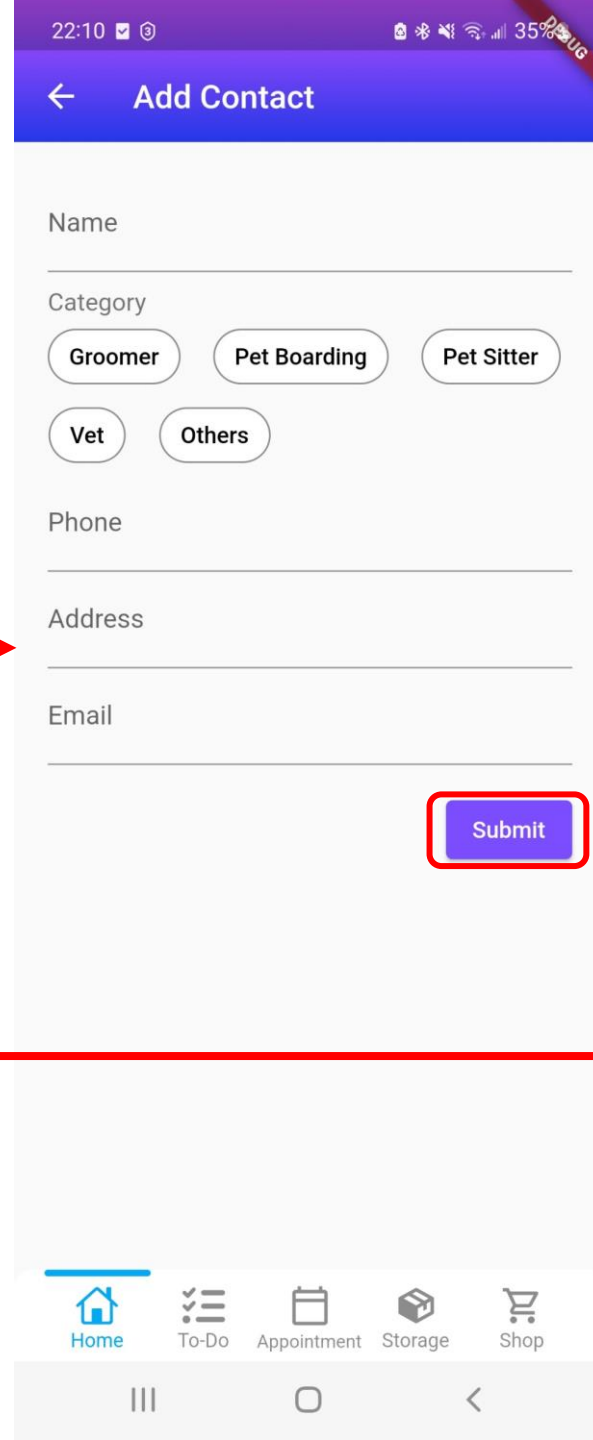 22:10 3 35%
DEBUG
Add Contact
Name
Category
Groomer Pet Boarding Pet Sitter
Vet Others
Phone
Address
Email
Submit
Home To-Do Appointment Storage Shop